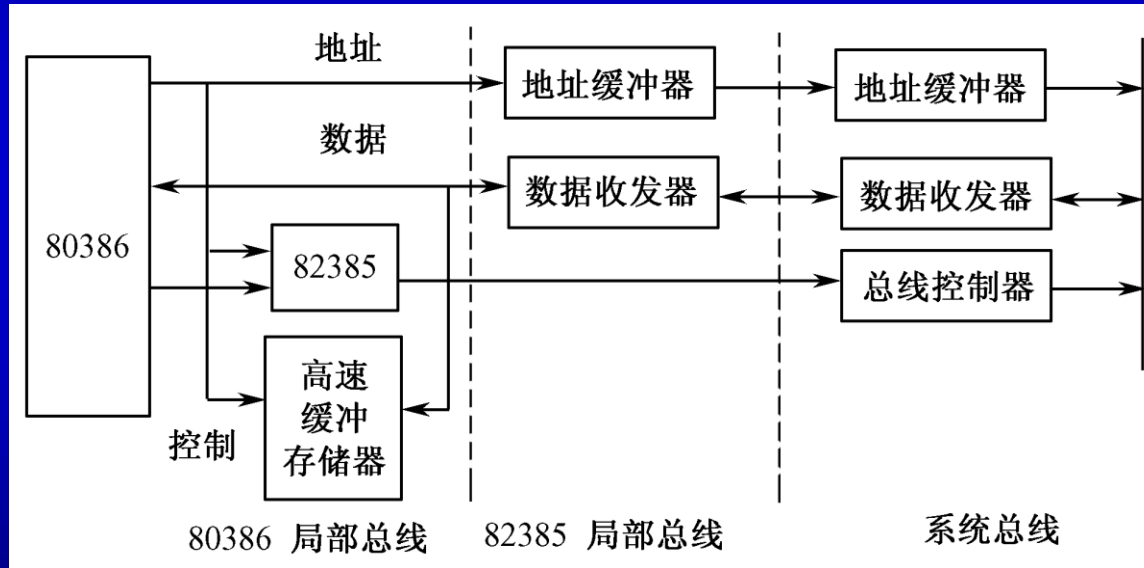 地址
地址缓冲器
地址缓冲器
数据
数据收发器
数据收发器
80386
82385
总线控制器
高速
缓冲
存储器
控制
80386 局部总线
82385 局部总线
系统总线